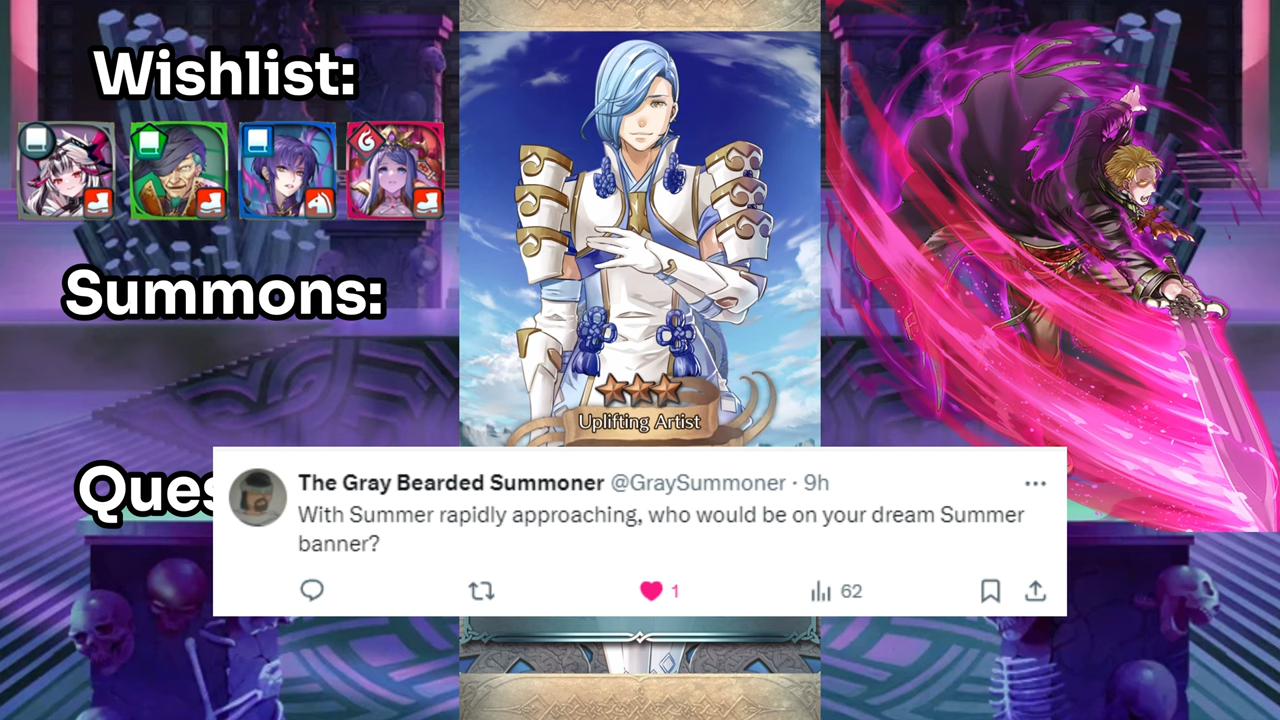 Wishlist:
Summons:
Uplifting Artist
Ques
The Gray Bearded Summoner @GraySummoner · 9h
With Summer rapidly approaching, who would be on your dream Summer
banner?
1
62